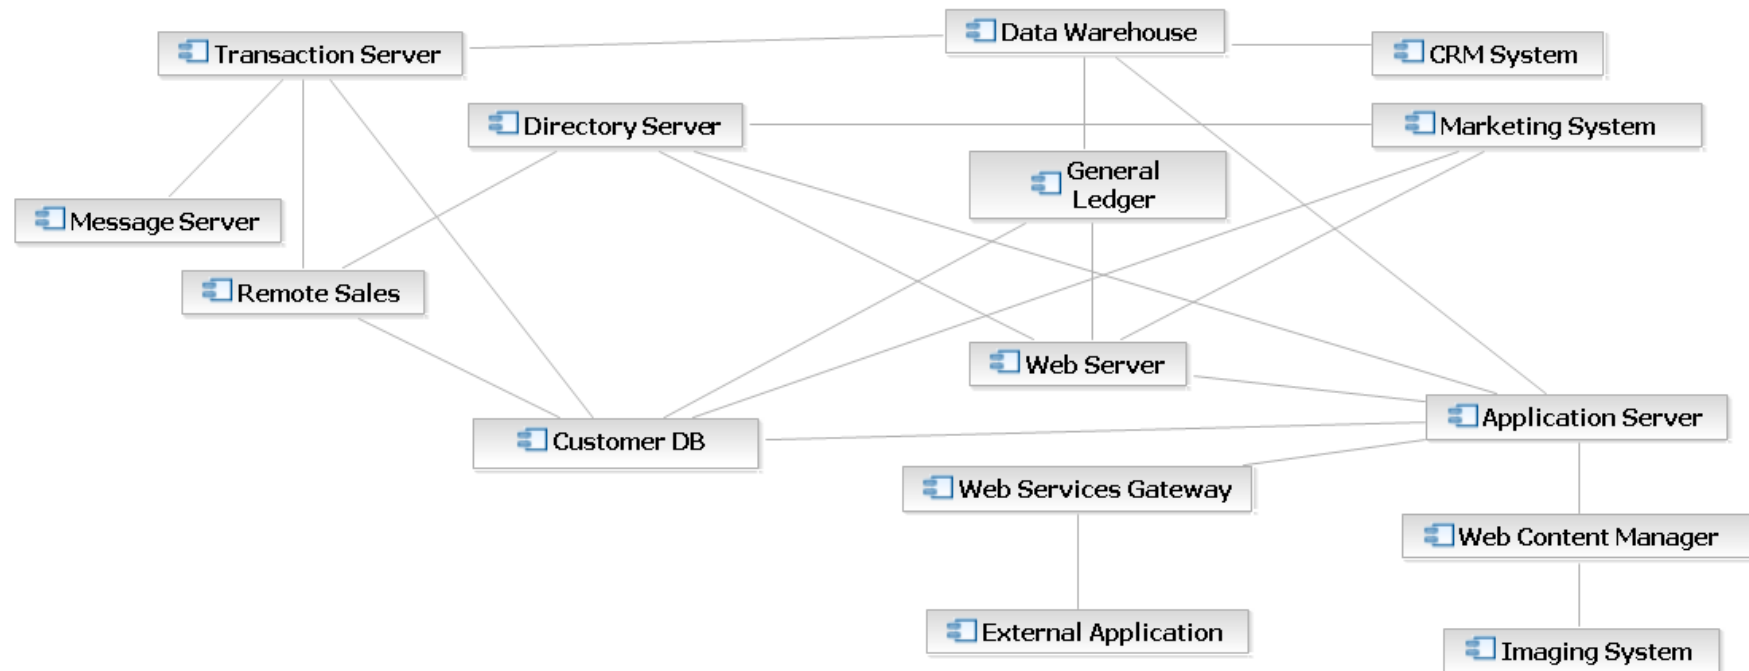 Transaction Server
Data Warehouse
CRM System
Directory Server
Marketing System
General
Ledger
Message Server
Remote Sales
Web Server
Application Server
Customer DB
Web Services Gateway
Web Content Manager
External Application
Imaging System